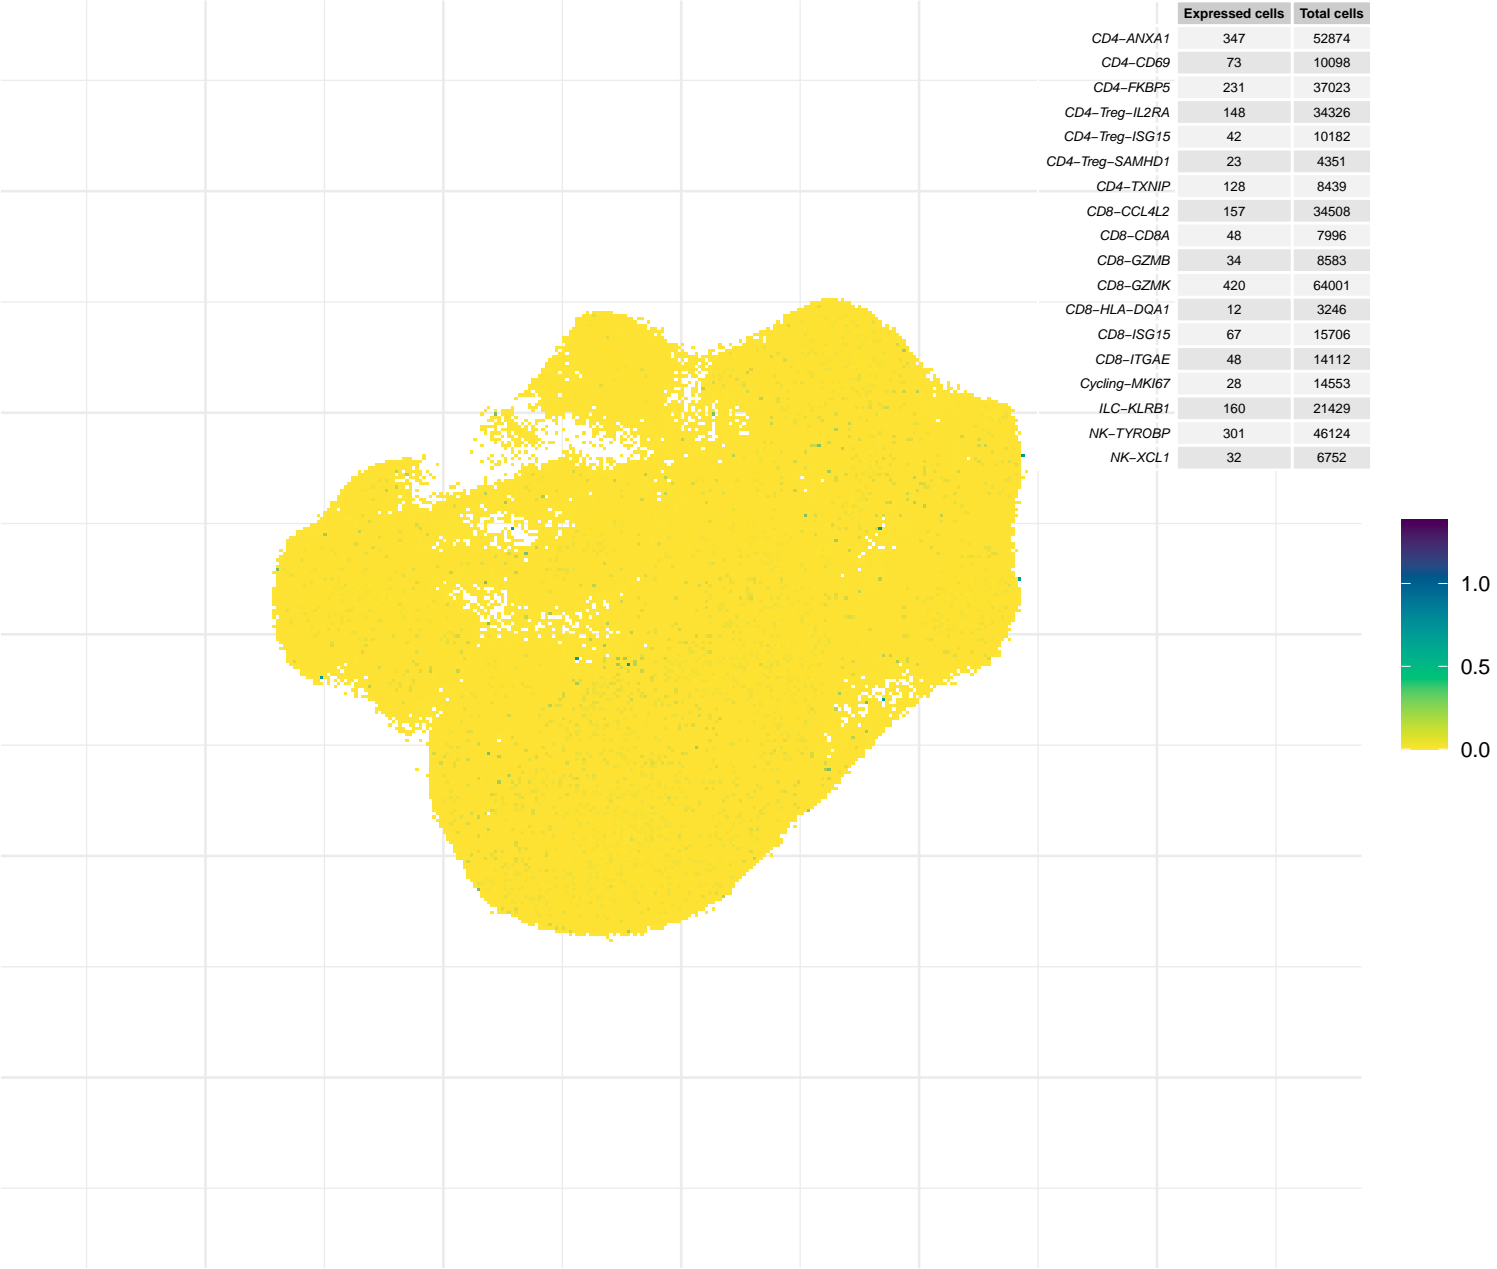 Expressed cells Total cells
CD4−ANXA1 347 52874
CD4−CD69 73 10098
CD4−FKBP5 231 37023
CD4−Treg−IL2RA 148 34326
CD4−Treg−ISG15 42 10182
CD4−Treg−SAMHD1 23 4351
CD4−TXNIP 128 8439
CD8−CCL4L2 157 34508
CD8−CD8A 48 7996
CD8−GZMB 34 8583
CD8−GZMK 420 64001
CD8−HLA−DQA1 12 3246
CD8−ISG15 67 15706
CD8−ITGAE 48 14112
Cycling−MKI67 28 14553
ILC−KLRB1 160 21429
NK−TYROBP 301 46124
NK−XCL1 32 6752
1.0
0.5
0.0